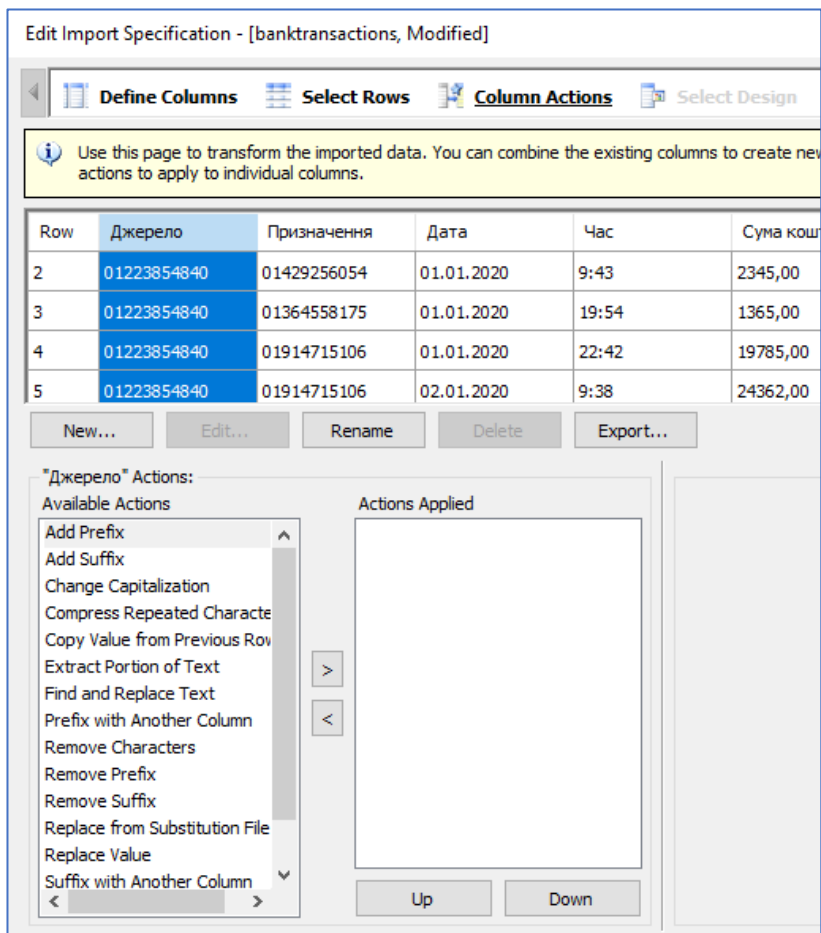 Edit Import Specification - [banktransactions, Modified]
Define Columns Select Rows Column Actions Select Design
Use this page to transform the imported data. You can combine the existing columns to create new
actions to apply to individual columns.
Row Джерело Призначення Дата Час Сума кошт
2 01223854840 01429256054 01.01.2020 9:43 2345,00
3 01223854840 01364558175 01.01.2020 19:54 1365,00
4 01223854840 01914715106 01.01.2020 22:42 19785,00
5 01223854840 01914715106 02.01.2020 9:38 24362,00
New... Edit... Rename Delete Export...
"Джерело" Actions:
Available Actions Actions Applied
Add Prefix
Add Suffix
Change Capitalization
Compress Repeated Characte
Copy Value from Previous Row
Extract Portion of Text
Find and Replace Text
Prefix with Another Column
Remove Characters
Remove Prefix
Remove Suffix
Replace from Substitution File
Replace Value
Suffix with Another Column
> 
<
Up Down